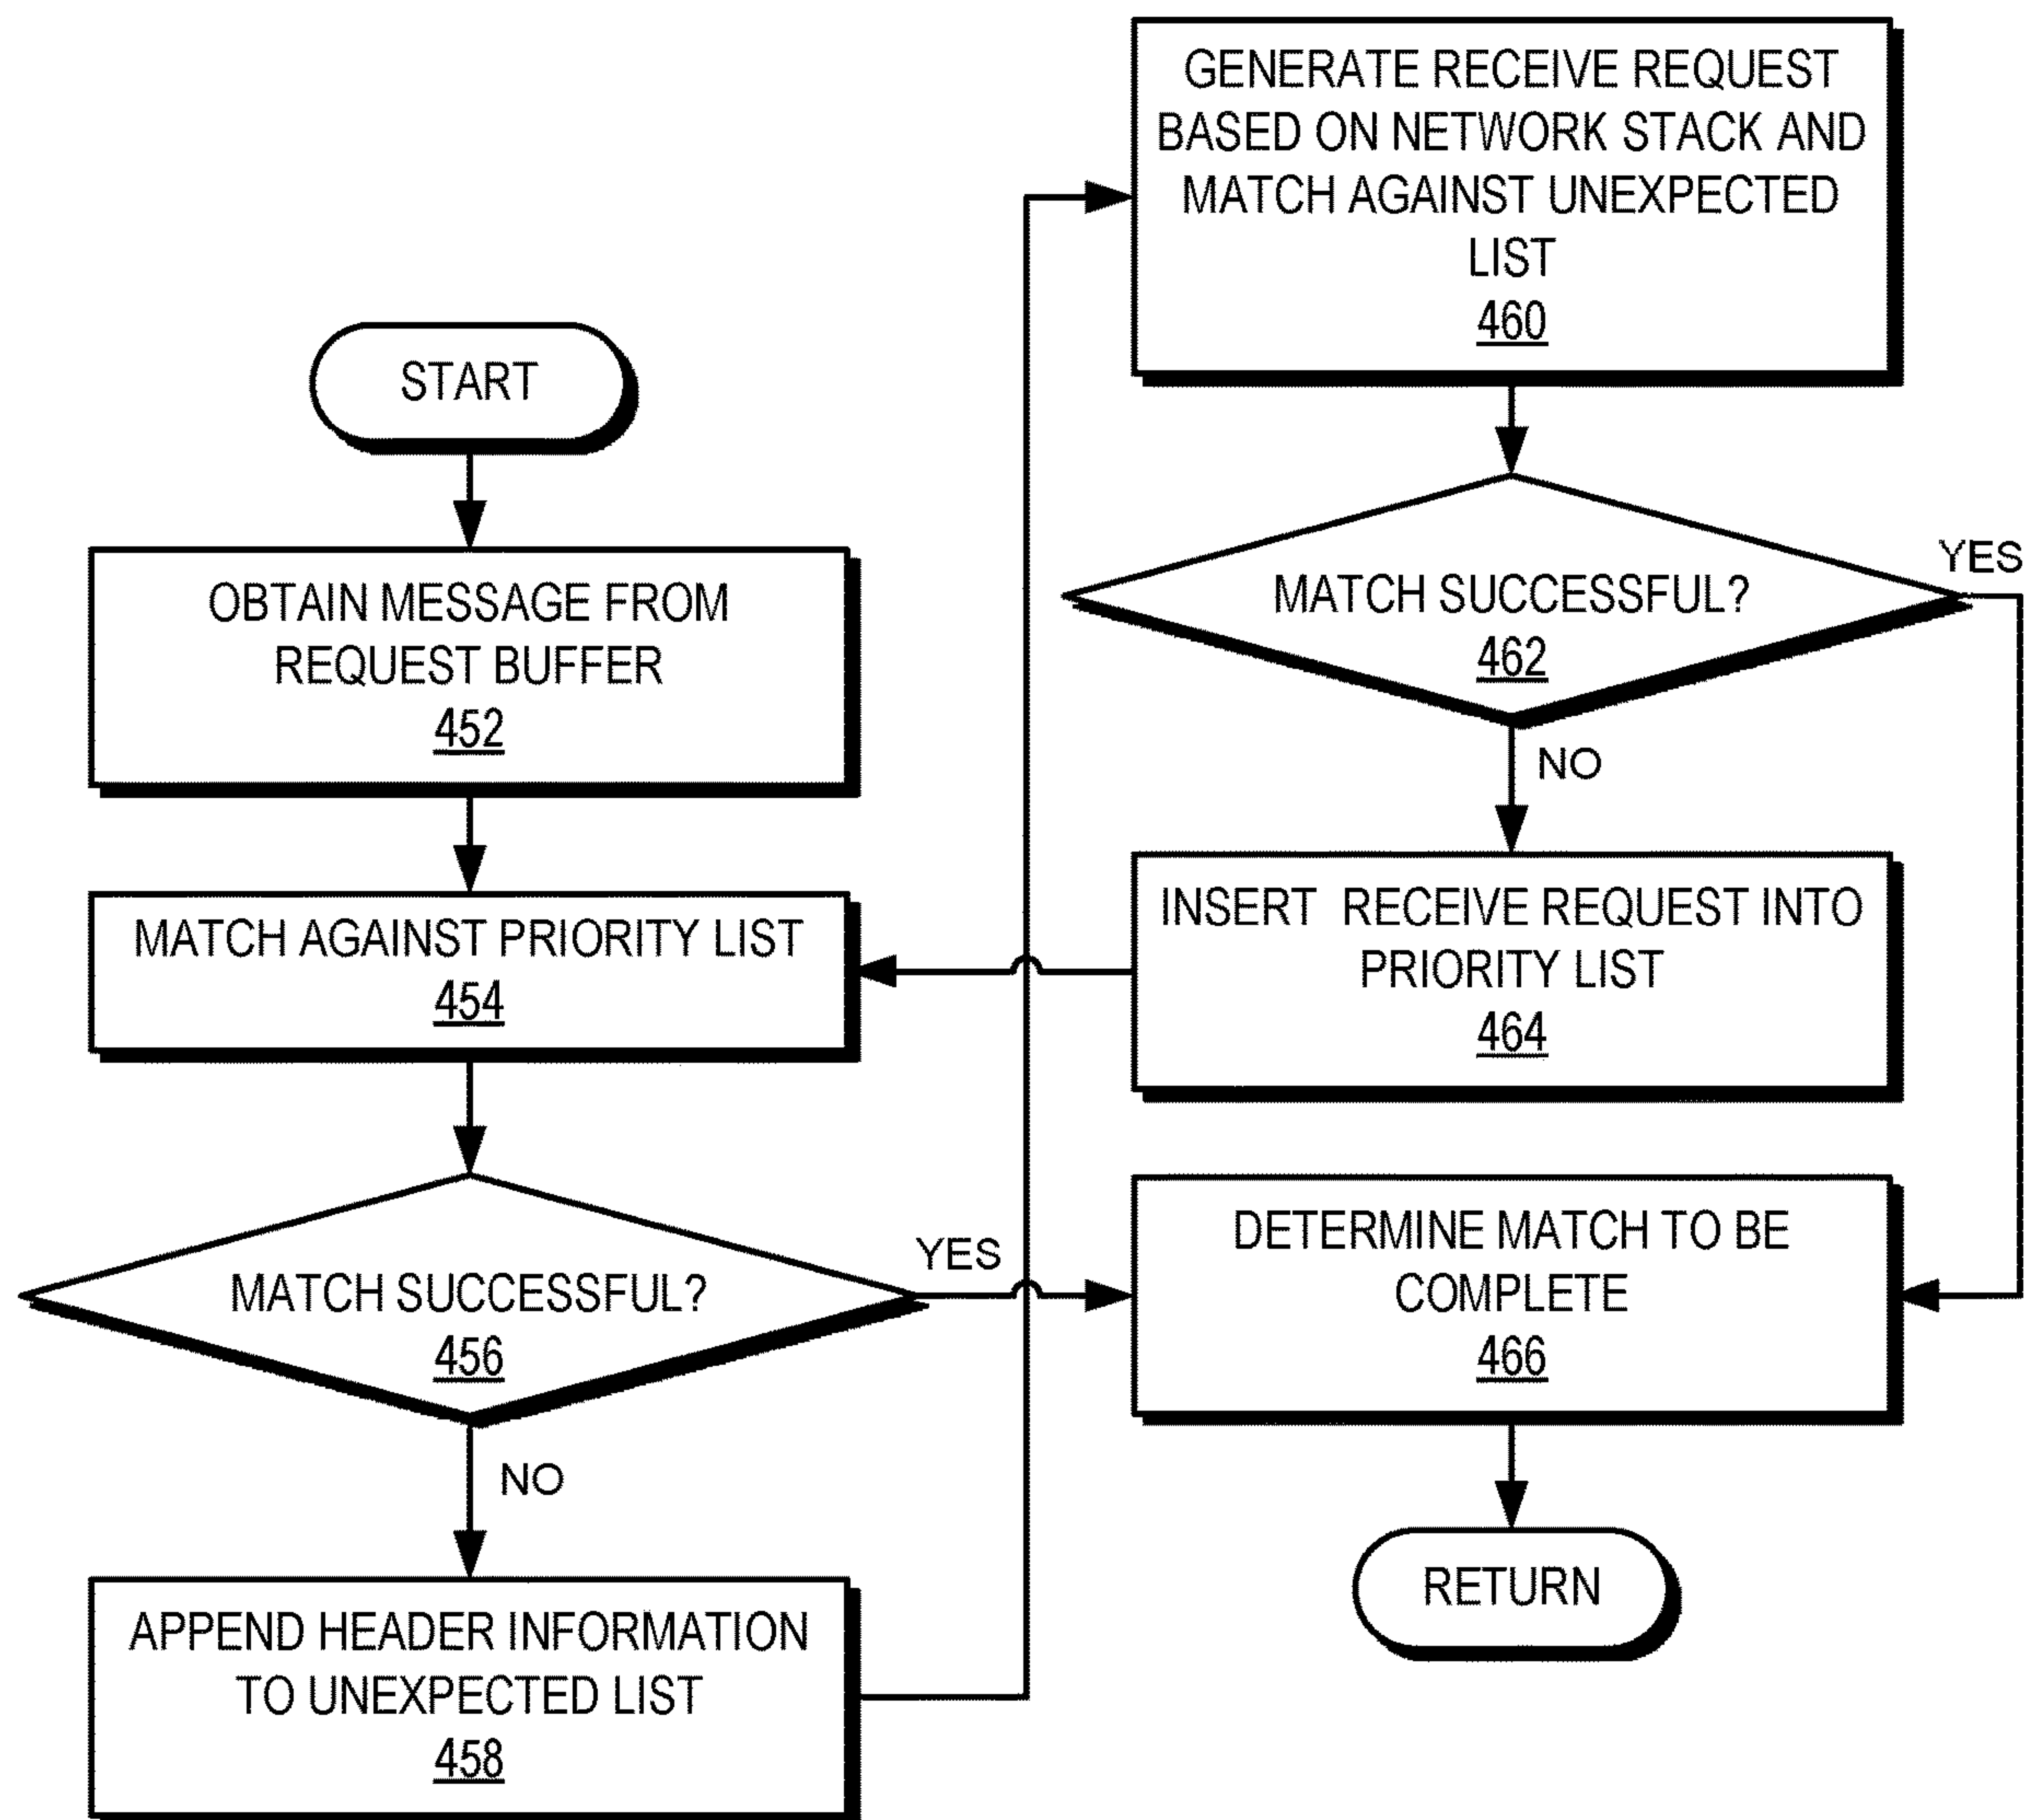 START
OBTAIN MESSAGE FROM
REQUEST BUFFER
452
MATCH AGAINST PRIORITY LIST
454
MATCH SUCCESSFUL?
456
YES
NO
APPEND HEADER INFORMATION
TO UNEXPECTED LIST
458
GENERATE RECEIVE REQUEST
BASED ON NETWORK STACK AND
MATCH AGAINST UNEXPECTED
LIST
460
MATCH SUCCESSFUL?
462
YES
NO
INSERT RECEIVE REQUEST INTO
PRIORITY LIST
464
DETERMINE MATCH TO BE
COMPLETE
466
RETURN